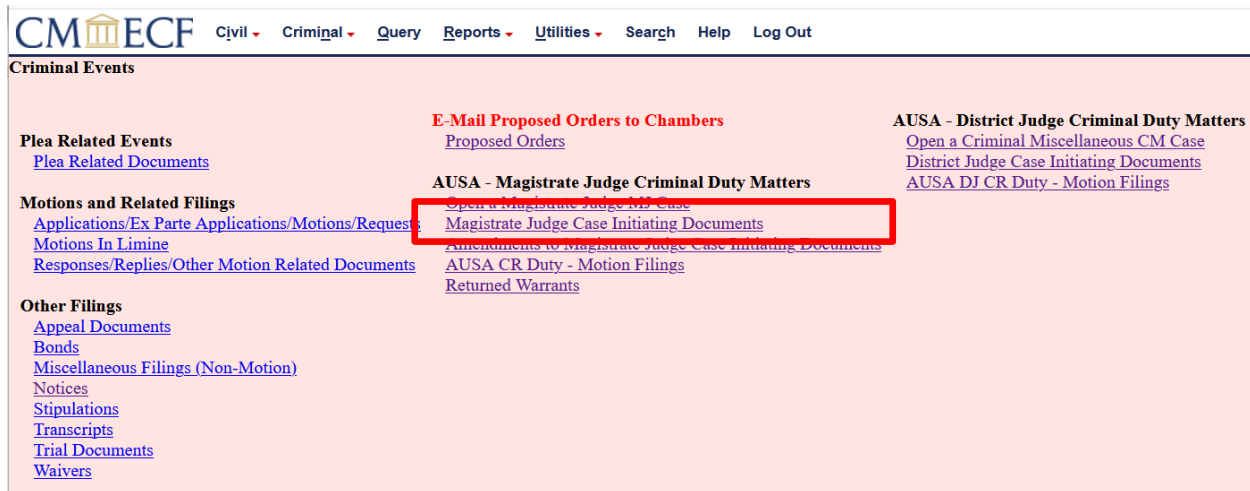 CM ECF Civil Criminal Query Reports Utilities Search Help Log Out
Criminal Events
Plea Related Events
Plea Related Documents
Motions and Related Filings
Applications/Ex Parte Applications/Motions/Requests
Motions In Limine
Responses/Replies/Other Motion Related Documents
Other Filings
Appeal Documents
Bonds
Miscellaneous Filings (Non-Motion)
Notices
Stipulations
Transcripts
Trial Documents
Waivers
E-Mail Proposed Orders to Chambers
Proposed Orders
AUSA - Magistrate Judge Criminal Duty Matters
Open a Magistrate Judge MJ Case
Magistrate Judge Case Initiating Documents
Amendments to Magistrate Judge Case Initiating Documents
AUSA CR Duty - Motion Filings
Returned Warrants
AUSA - District Judge Criminal Duty Matters
Open a Criminal Miscellaneous CM Case
District Judge Case Initiating Documents
AUSA DJ CR Duty - Motion Filings